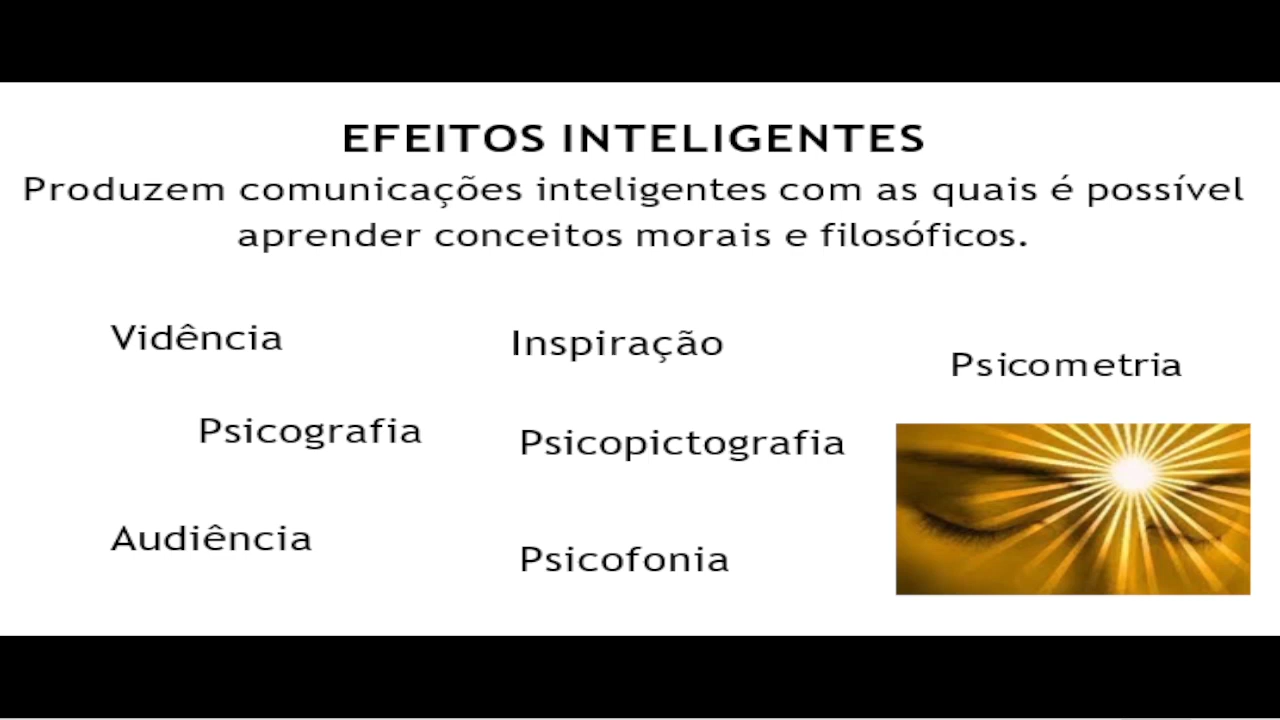 EFEITOS INTELIGENTES
Produzem comunicações inteligentes com as quais é possível
aprender conceitos morais e filosóficos.
Vidência
Inspiração
Psicometria
Psicografia
Psicopictografia
Audiência
Psicofonia